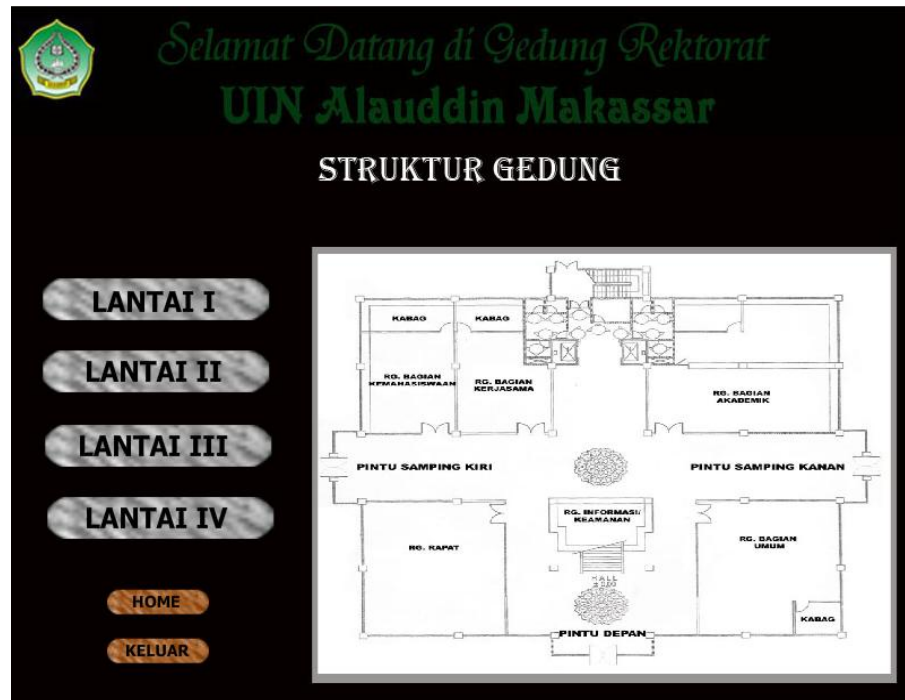 Selamat Datang di Gedung Rektorat
UIN Alauddin Makassar
STRUKTUR GEDUNG
LANTAI I
LANTAI II
LANTAI III
LANTAI IV
HOME
KELUAR
KABAG
KABAG
RG. BAGIAN
KEMAHASISWAAN
RG. BAGIAN
KERJASAMA
RG. BAGIAN
AKADEMIK
PINTU SAMPING KIRI
PINTU SAMPING KANAN
RG. INFORMASI/
KEAMANAN
RG. RAPAT
RG. BAGIAN
UMUM
HALL
KABAG
PINTU DEPAN